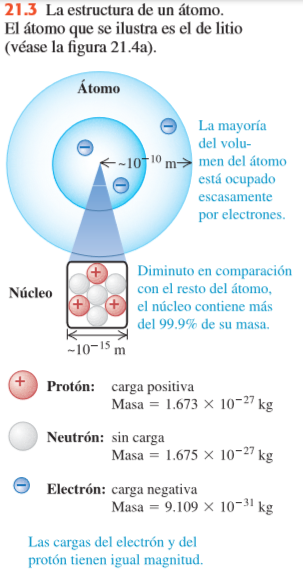 21.3 La estructura de un átomo.
El átomo que se ilustra es el de litio
(véase la figura 21.4a).
Átomo
~10⁻¹⁰ m
La mayoría
del volu-
men del átomo
está ocupado
escasamente
por electrones.
Núcleo
~10⁻¹⁵ m
Diminuto en comparación
con el resto del átomo,
el núcleo contiene más
del 99.9% de su masa.
Protón: carga positiva
Masa = 1.673 × 10⁻²⁷ kg
Neutrón: sin carga
Masa = 1.675 × 10⁻²⁷ kg
Electrón: carga negativa
Masa = 9.109 × 10⁻³¹ kg
Las cargas del electrón y del
protón tienen igual magnitud.